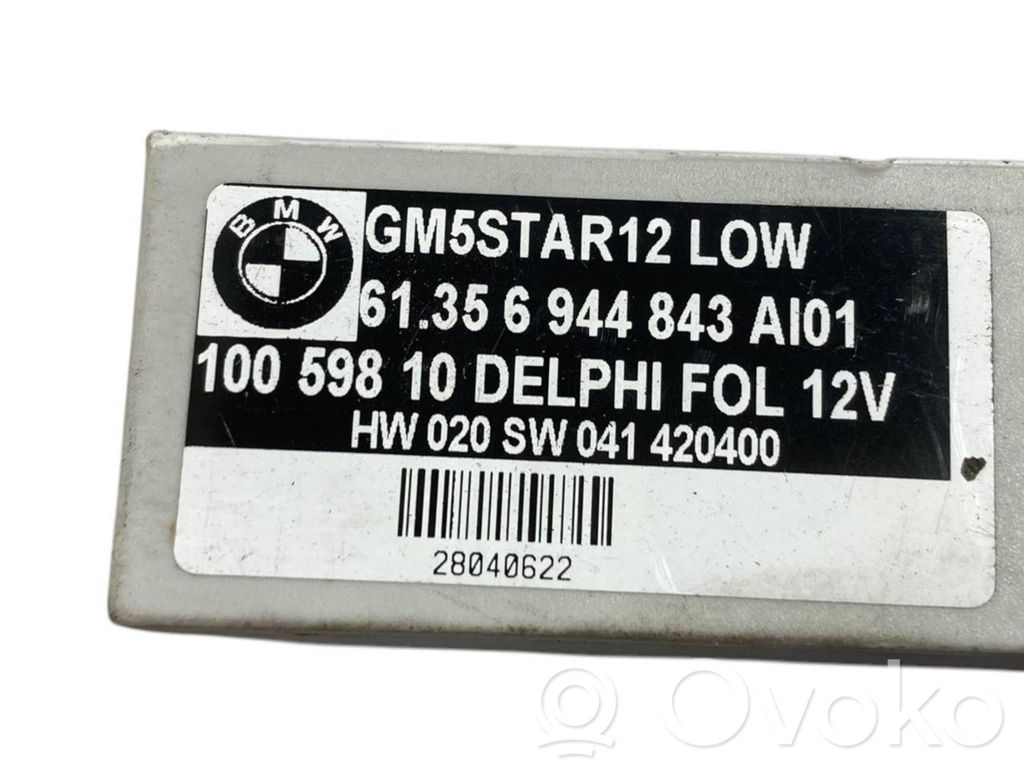 BMW
GM5STAR12 LOW
61.35 6 944 843 AI01
100 598 10 DELPHI FOL 12V
HW 020 SW 041 420400
28040622
Ovoko